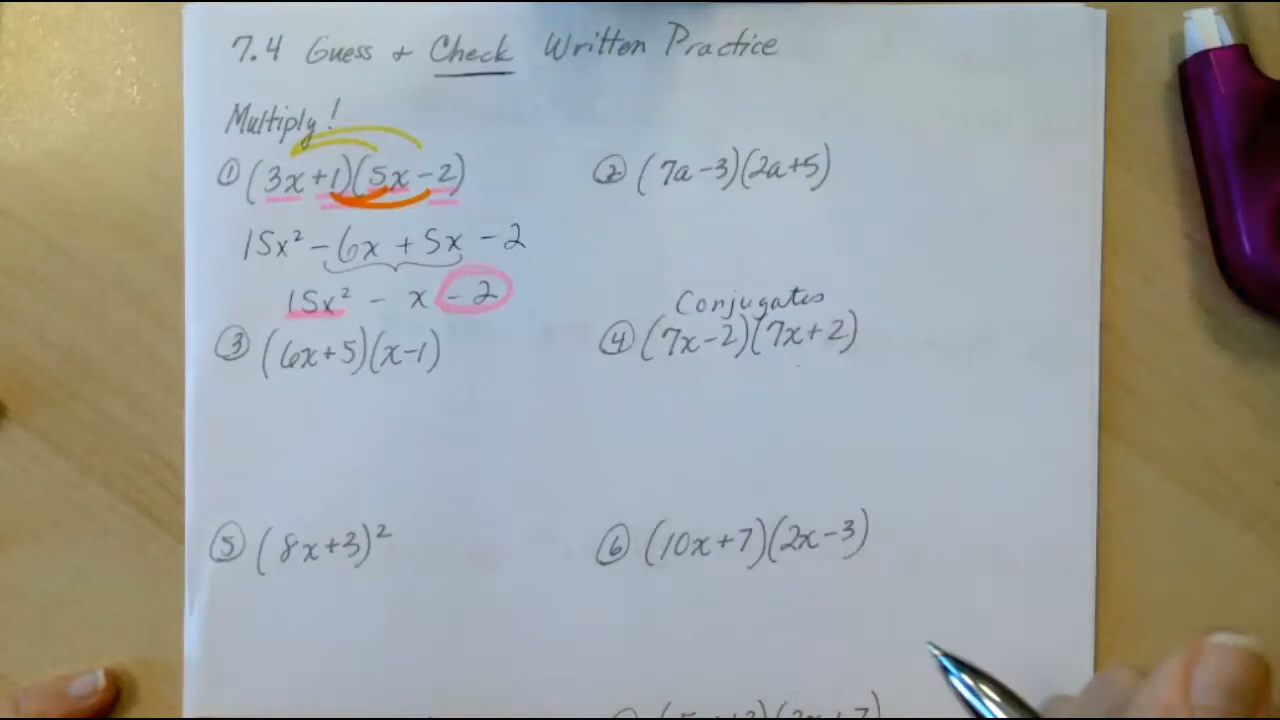 7.4 Guess + Check Written Practice
Multiply!
① (3x+1)(5x-2)
15x² - 6x + 5x - 2
15x² - x - 2
② (7a-3)(2a+5)
③ (6x+5)(x-1)
Conjugates
④ (7x-2)(7x+2)
⑤ (8x+3)²
⑥ (10x+7)(2x-3)